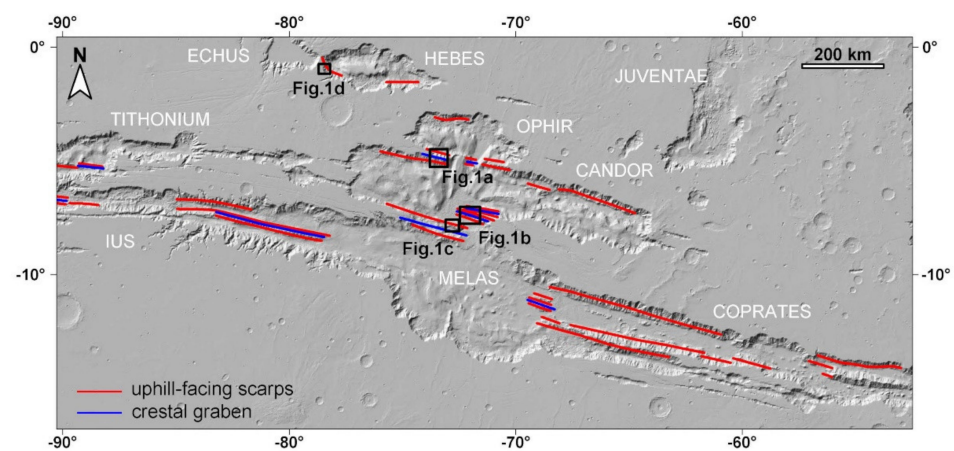 -90° -80° -70° -60°
0° 0°
N
ECHUS HEBES 200 km
JUVENTAE
Fig.1d
TITHONIUM OPHIR
CANDOR
Fig.1a
IUS Fig.1c Fig.1b
-10° -10°
MELAS
COPRATES
uphill-facing scarps
crestál graben
-90° -80° -70° -60°